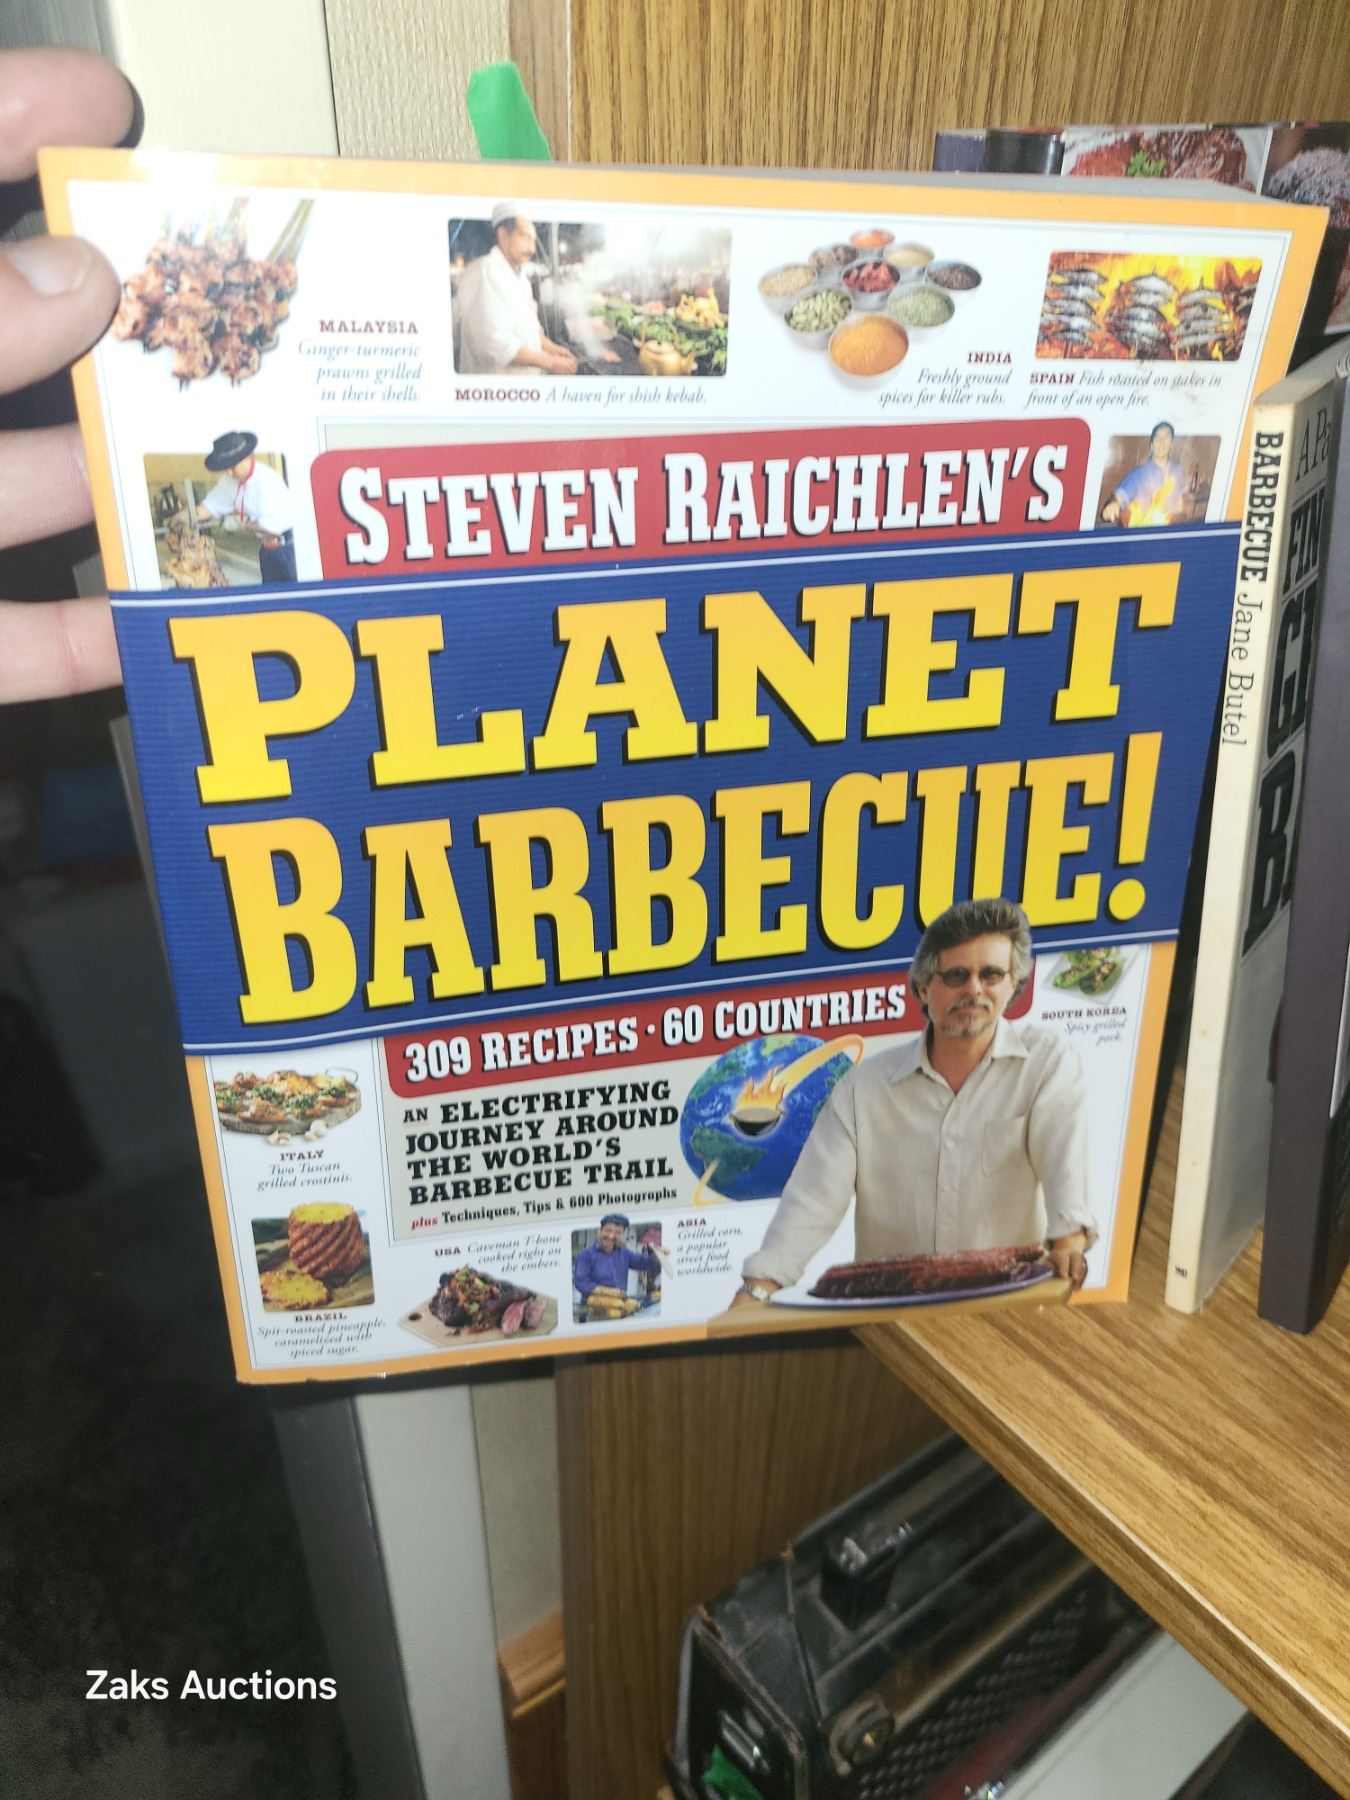 MALAYSIA
Ginger-turmeric
prawns grilled
in their shells.
MOROCCO A haven for shish kebab.
INDIA
Freshly ground
spices for killer rubs.
SPAIN Fish roasted on stakes in
front of an open fire.
STEVEN RAICHLEN'S
PLANET
BARBECUE!
309 RECIPES · 60 COUNTRIES
AN ELECTRIFYING
JOURNEY AROUND
THE WORLD'S
BARBECUE TRAIL
plus Techniques, Tips & 600 Photographs
SOUTH KOREA
Spicy grilled
pork.
ITALY
Two Tuscan
grilled crostinis.
BRAZIL
Spit-roasted pineapple,
caramelized with
spiced sugar.
USA Caveman T-bone
cooked right on
the embers.
ASIA
Grilled corn,
a popular
street food
worldwide.
BARBECUE Jane Butel
Zaks Auctions